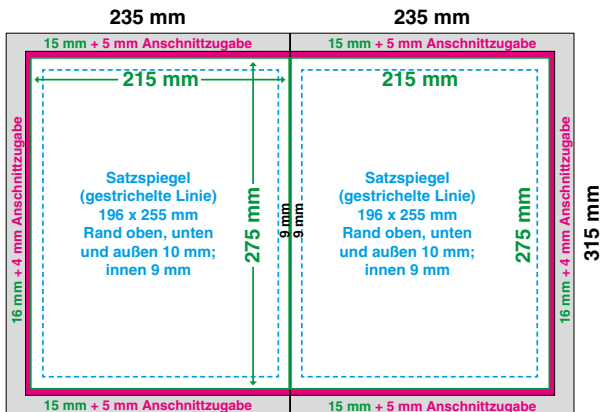 235 mm
235 mm
15 mm + 5 mm Anschnittzugabe
15 mm + 5 mm Anschnittzugabe
215 mm
215 mm
16 mm + 4 mm Anschnittzugabe
Satzspiegel
(gestrichelte Linie)
196 x 255 mm
Rand oben, unten
und außen 10 mm;
innen 9 mm
275 mm
9 mm
9 mm
Satzspiegel
(gestrichelte Linie)
196 x 255 mm
Rand oben, unten
und außen 10 mm;
innen 9 mm
275 mm
16 mm + 4 mm Anschnittzugabe
315 mm
15 mm + 5 mm Anschnittzugabe
15 mm + 5 mm Anschnittzugabe